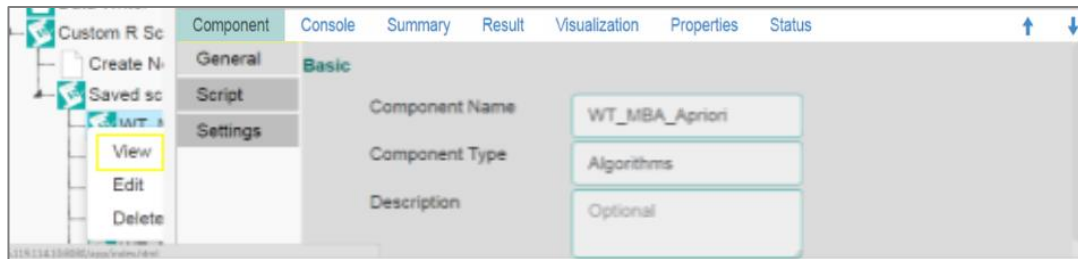 Custom R Sc
Create N
Saved sc
WT_M
View
Edit
Delete
Component Console Summary Result Visualization Properties Status
General
Script
Settings
Basic
Component Name WT_MBA_Apriori
Component Type Algorithms
Description Optional